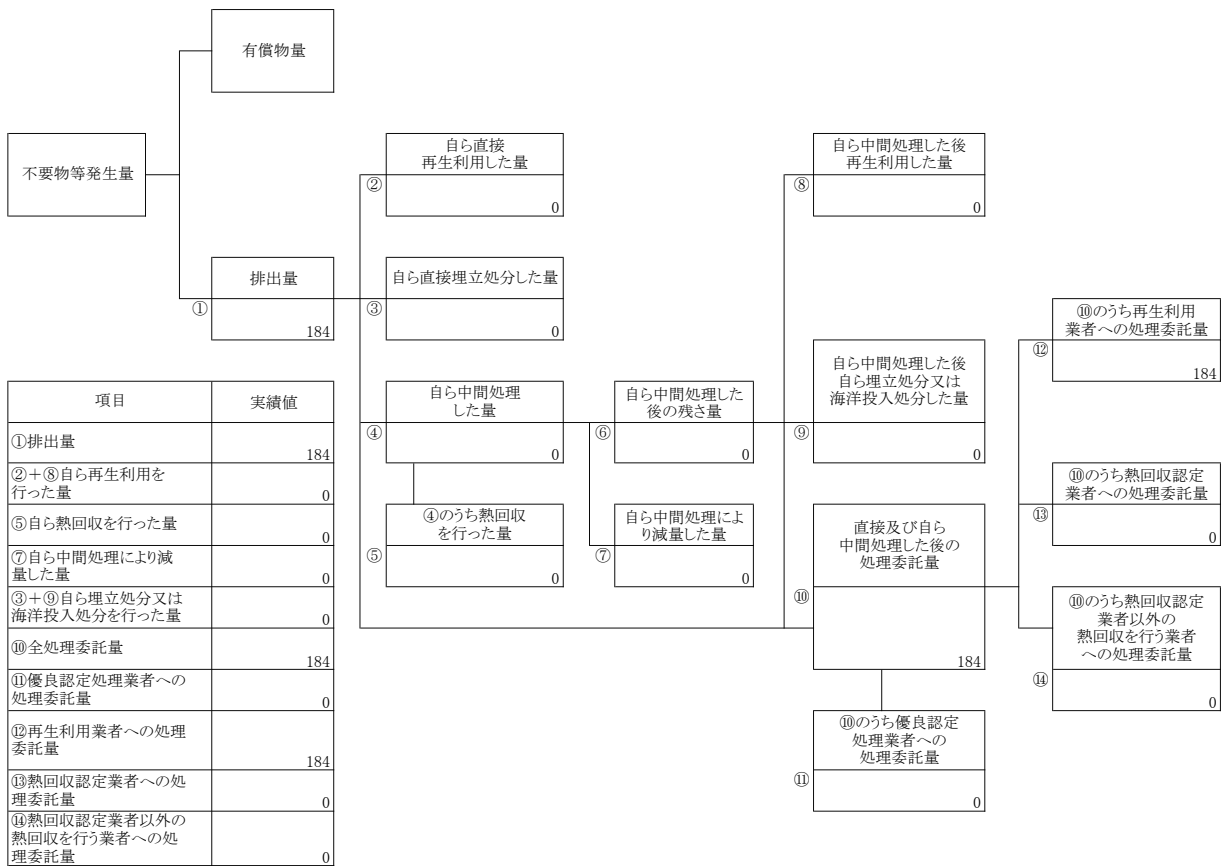 有償物量
不要物等発生量
自ら直接
再生利用した量
②
0
自ら中間処理した後
再生利用した量
⑧
0
排出量
①
184
自ら直接埋立処分した量
③
0
⑩のうち再生利用
業者への処理委託量
⑫
184
自ら中間処理
した量
④
0
自ら中間処理した
後の残さ量
⑥
0
自ら中間処理した後
自ら埋立処分又は
海洋投入処分した量
⑨
0
⑩のうち熱回収認定
業者への処理委託量
⑬
0
④のうち熱回収
を行った量
⑤
0
自ら中間処理によ
り減量した量
⑦
0
直接及び自ら
中間処理した後の
処理委託量
⑩
184
⑩のうち熱回収認定
業者以外の
熱回収を行う業者
への処理委託量
⑭
0
⑩のうち優良認定
処理業者への
処理委託量
⑪
0
項目 実績値
①排出量 184
②+⑧自ら再生利用を
行った量 0
⑤自ら熱回収を行った量 0
⑦自ら中間処理により減
量した量 0
③+⑨自ら埋立処分又は
海洋投入処分を行った量 0
⑩全処理委託量 184
⑪優良認定処理業者への
処理委託量 0
⑫再生利用業者への処理
委託量 184
⑬熱回収認定業者への処
理委託量 0
⑭熱回収認定業者以外の
熱回収を行う業者への処
理委託量 0